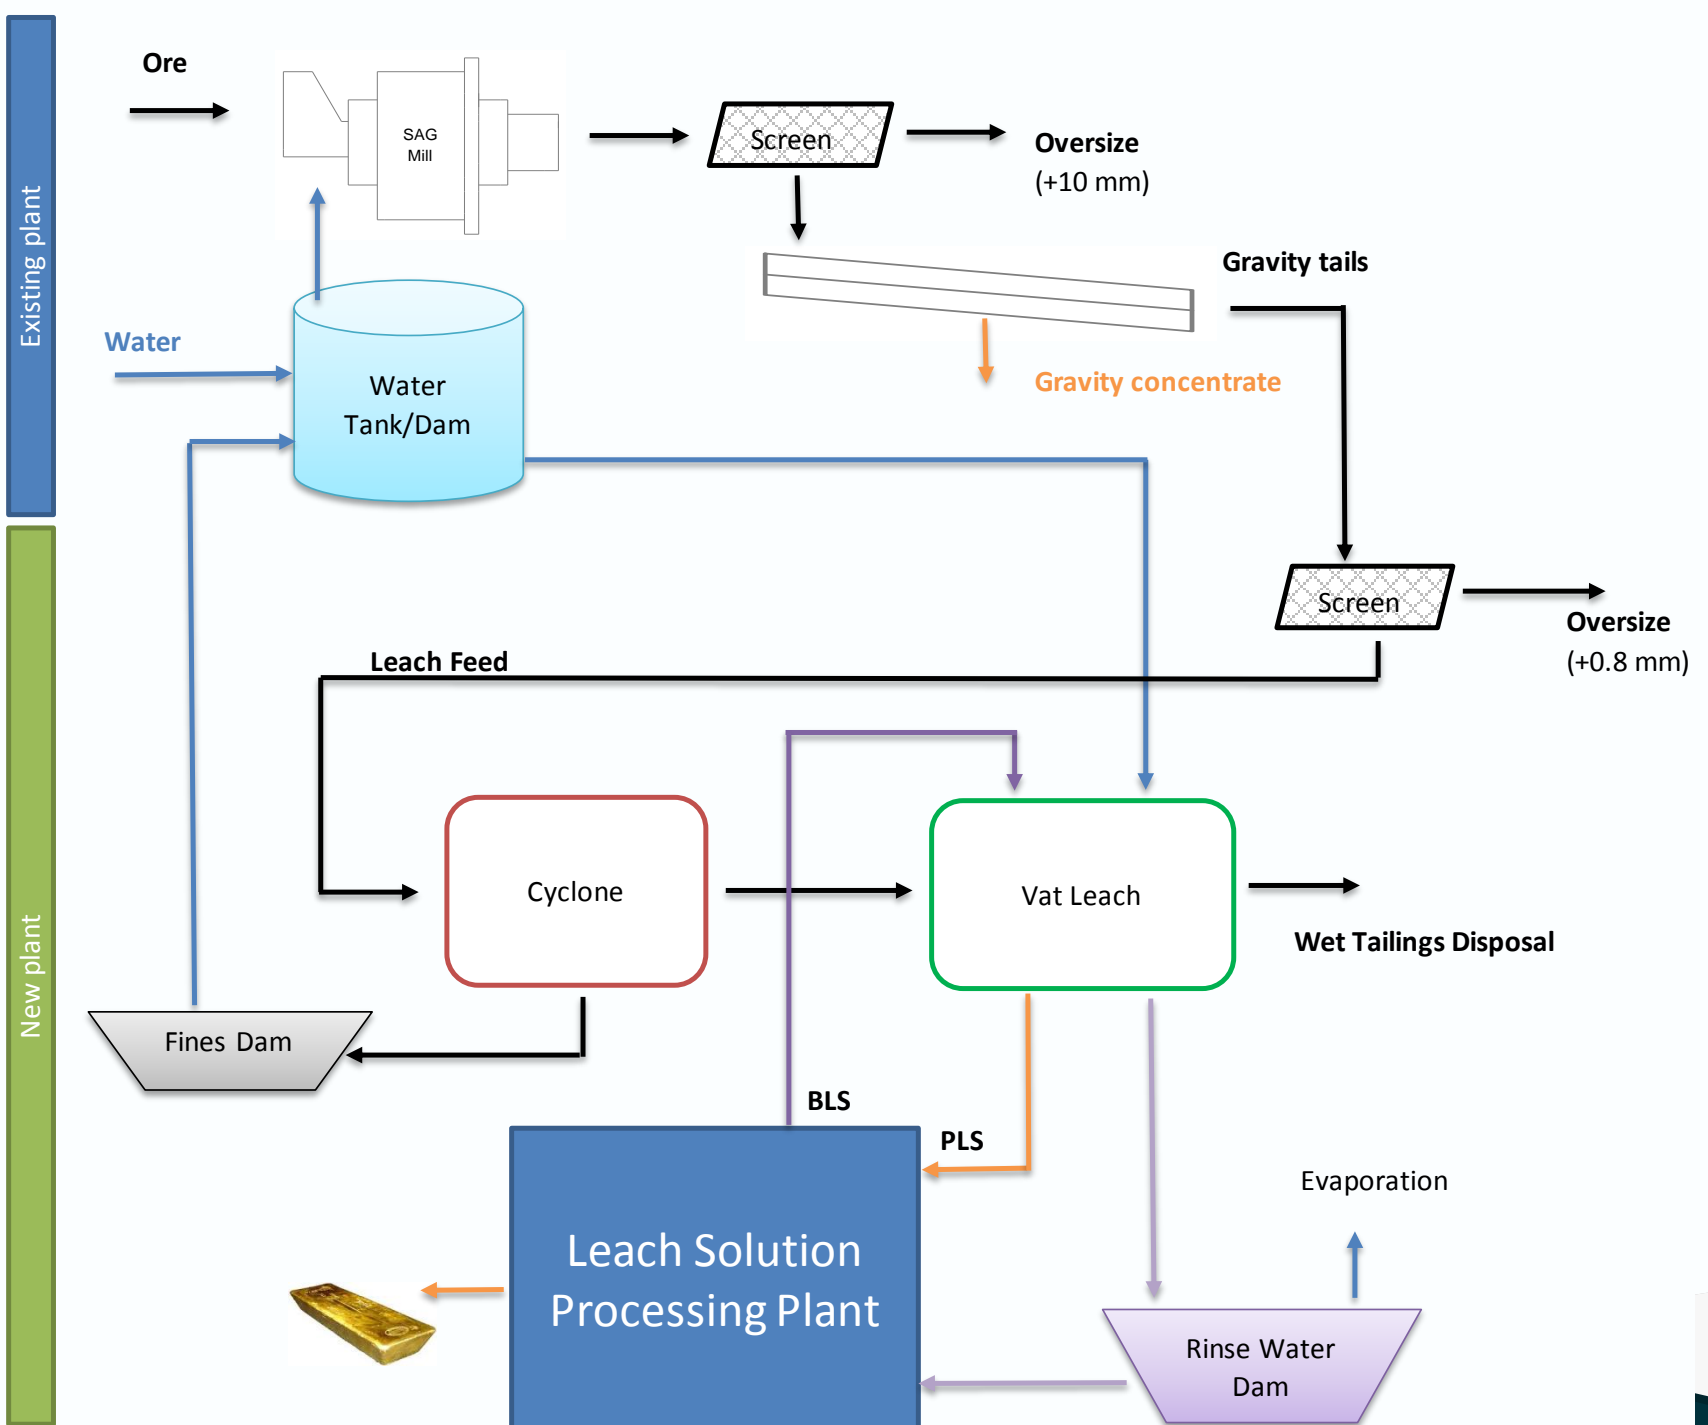 Existing plant
Ore
SAG
Mill
Screen
Oversize
(+10 mm)
Gravity tails
Water
Gravity concentrate
Water
Tank/Dam
New plant
Screen
Oversize
(+0.8 mm)
Leach Feed
Cyclone
Vat Leach
Wet Tailings Disposal
Fines Dam
BLS
PLS
Evaporation
Leach Solution
Processing Plant
Rinse Water
Dam